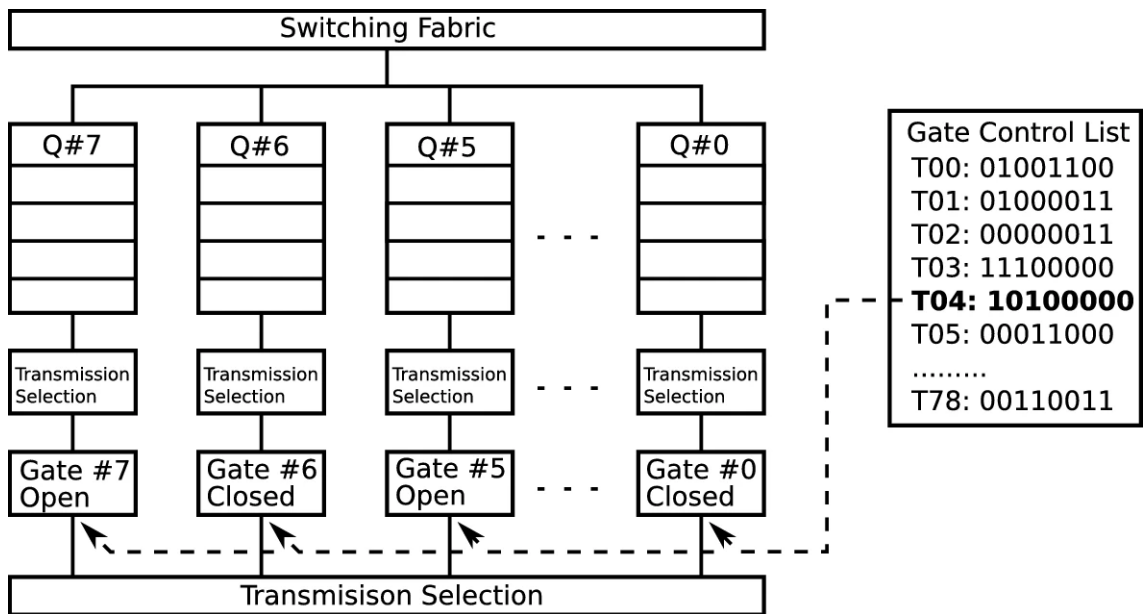 Switching Fabric
Q#7
Q#6
Q#5
- - -
Q#0
Transmission
Selection
Transmission
Selection
Transmission
Selection
- - -
Transmission
Selection
Gate #7
Open
Gate #6
Closed
Gate #5
Open
- - -
Gate #0
Closed
Transmisison Selection
Gate Control List
T00: 01001100
T01: 01000011
T02: 00000011
T03: 11100000
T04: 10100000
T05: 00011000
.........
T78: 00110011